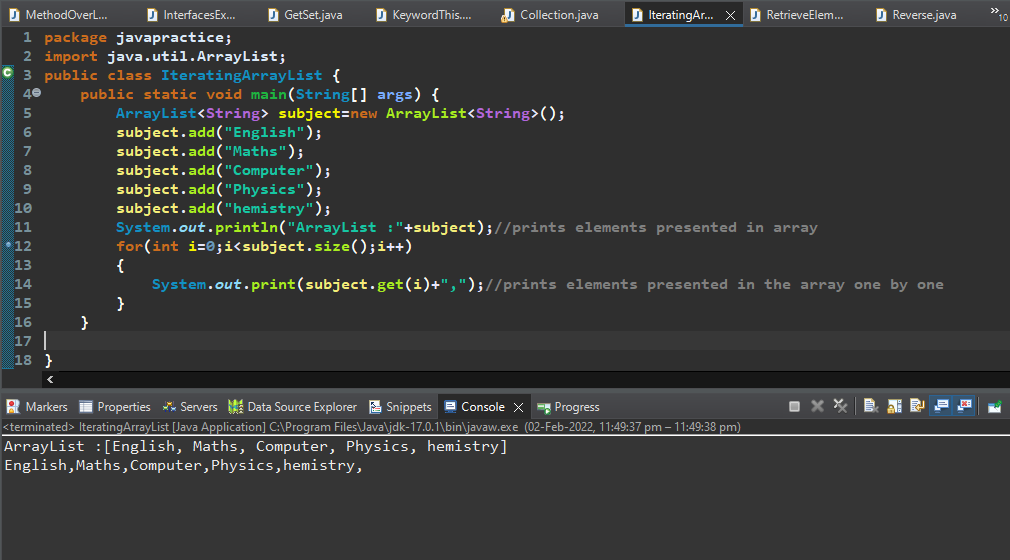 MethodOverL... InterfacesEx... GetSet.java KeywordThis.... Collection.java IteratingAr... RetrieveElem... Reverse.java »10
1 package javapractice;
2 import java.util.ArrayList;
3 public class IteratingArrayList {
4 public static void main(String[] args) {
5 ArrayList<String> subject=new ArrayList<String>();
6 subject.add("English");
7 subject.add("Maths");
8 subject.add("Computer");
9 subject.add("Physics");
10 subject.add("hemistry");
11 System.out.println("ArrayList :"+subject);//prints elements presented in array
12 for(int i=0;i<subject.size();i++)
13 {
14 System.out.print(subject.get(i)+",");//prints elements presented in the array one by one
15 }
16 }
17
18 }
Markers Properties Servers Data Source Explorer Snippets Console Progress
<terminated> IteratingArrayList [Java Application] C:\Program Files\Java\jdk-17.0.1\bin\javaw.exe (02-Feb-2022, 11:49:37 pm – 11:49:38 pm)
ArrayList :[English, Maths, Computer, Physics, hemistry]
English,Maths,Computer,Physics,hemistry,